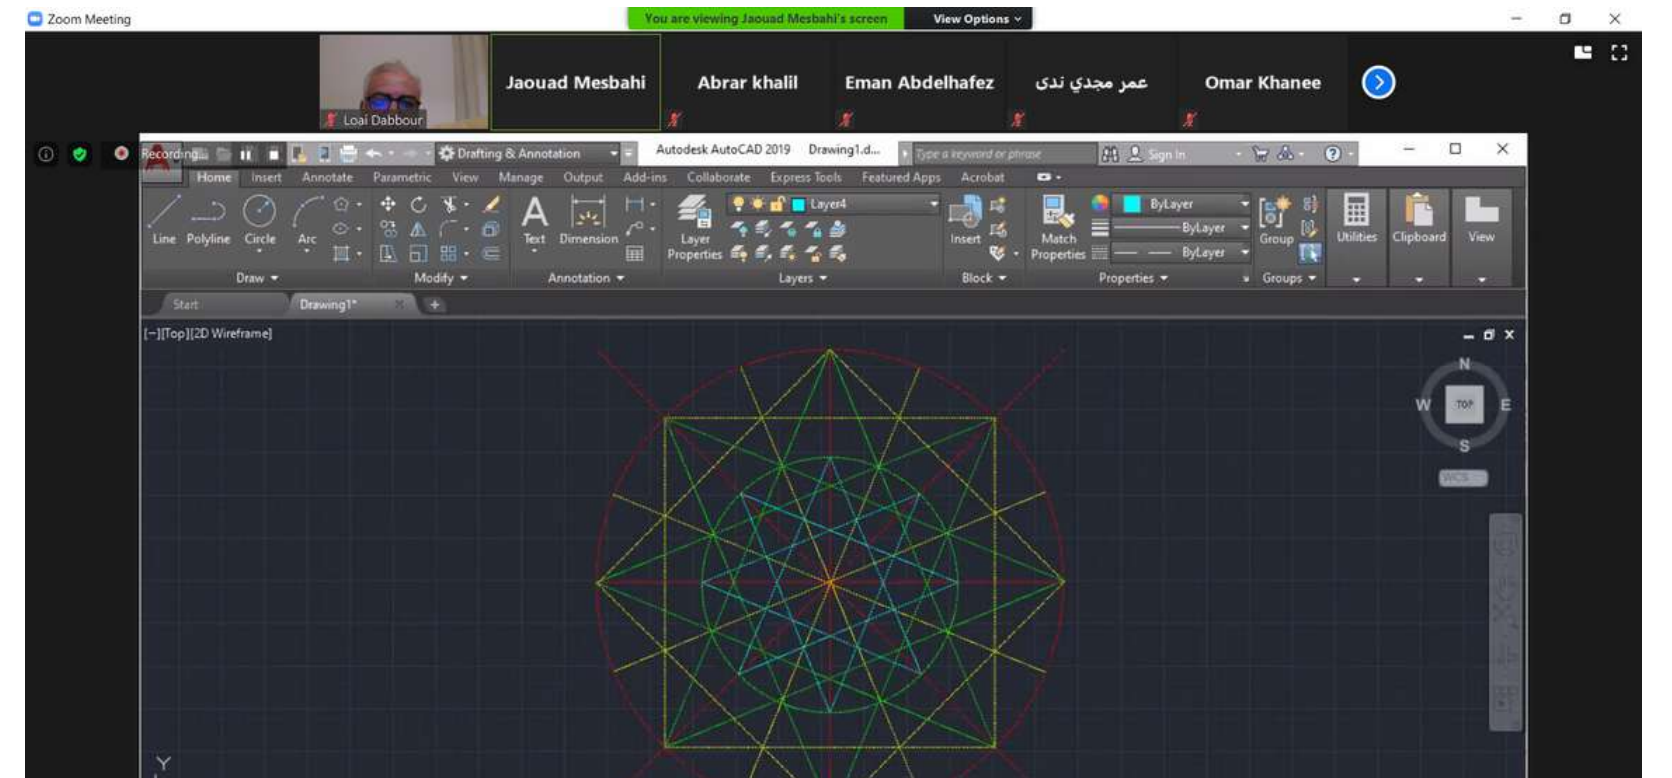 Zoom Meeting
You are viewing Jaouad Mesbahi's screen
View Options
Loai Dabbour
Jaouad Mesbahi
Abrar khalil
Eman Abdelhafez
عمر مجدي ندى
Omar Khanee
Recording...
Drafting & Annotation
Autodesk AutoCAD 2019 Drawing1.d...
Type a keyword or phrase
Sign In
Home Insert Annotate Parametric View Manage Output Add-ins Collaborate Express Tools Featured Apps Acrobat
Line Polyline Circle Arc
Draw
Modify
Text Dimension
Annotation
Layer Properties
Layer4
Layers
Insert
Block
Match Properties
ByLayer
ByLayer
ByLayer
Properties
Group
Groups
Utilities
Clipboard
View
Start
Drawing1*
[−][Top][2D Wireframe]
N
W TOP E
S
WCS
Y